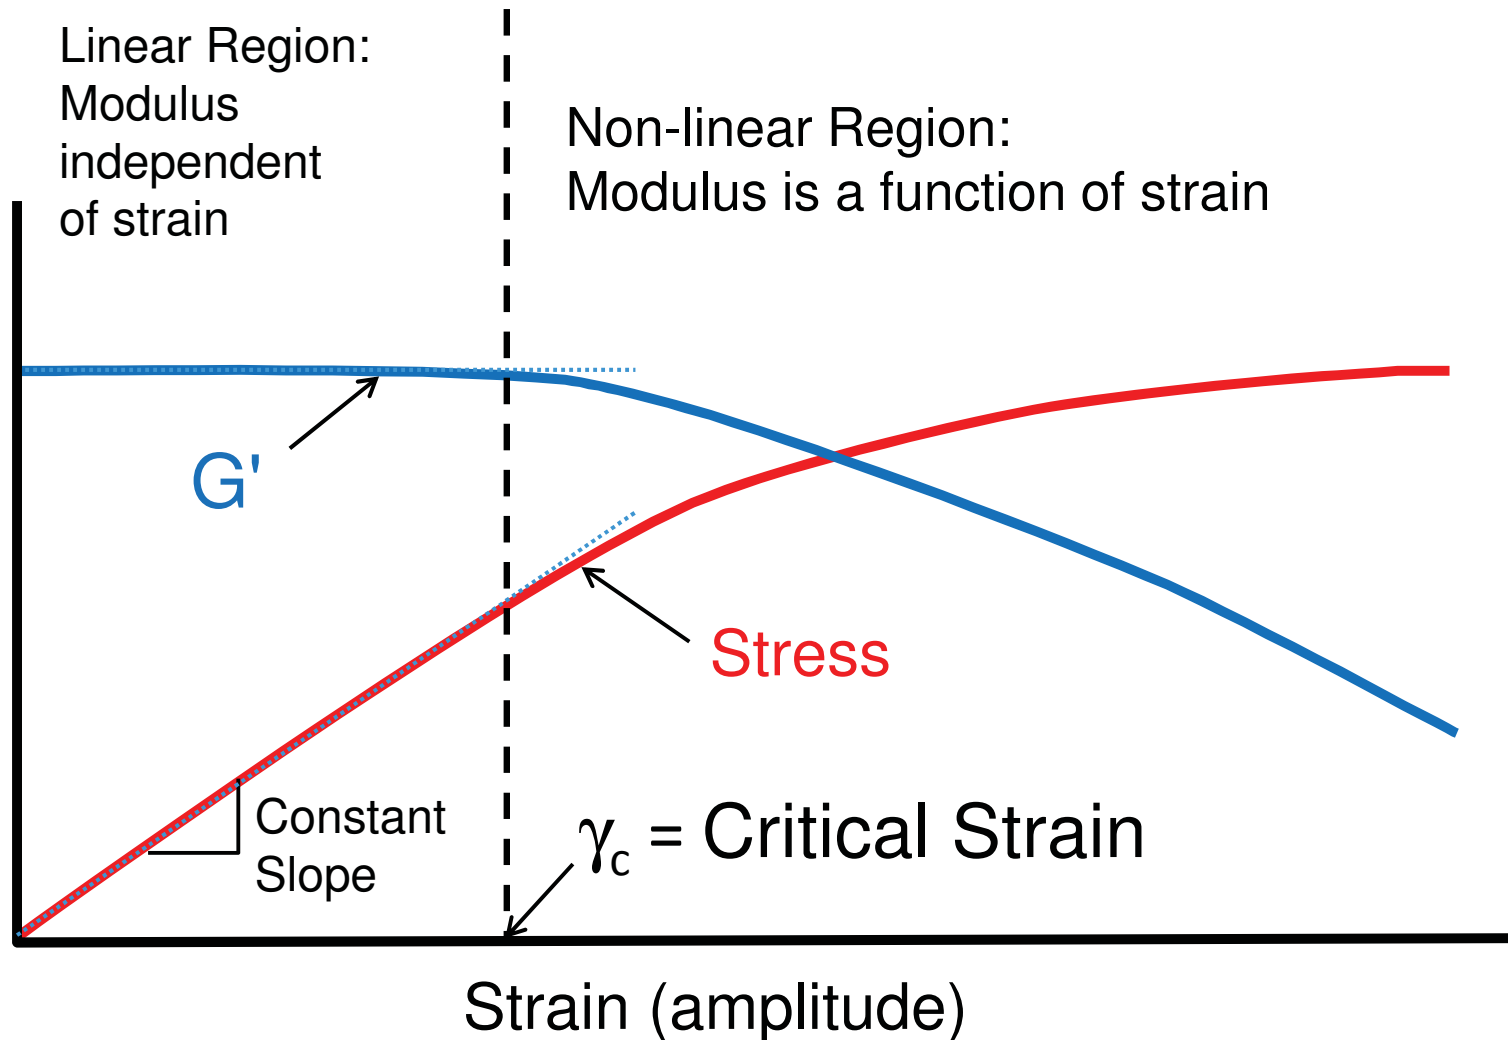 Linear Region:
Modulus
independent
of strain
Non-linear Region:
Modulus is a function of strain
G'
Stress
Constant
Slope
γc = Critical Strain
Strain (amplitude)